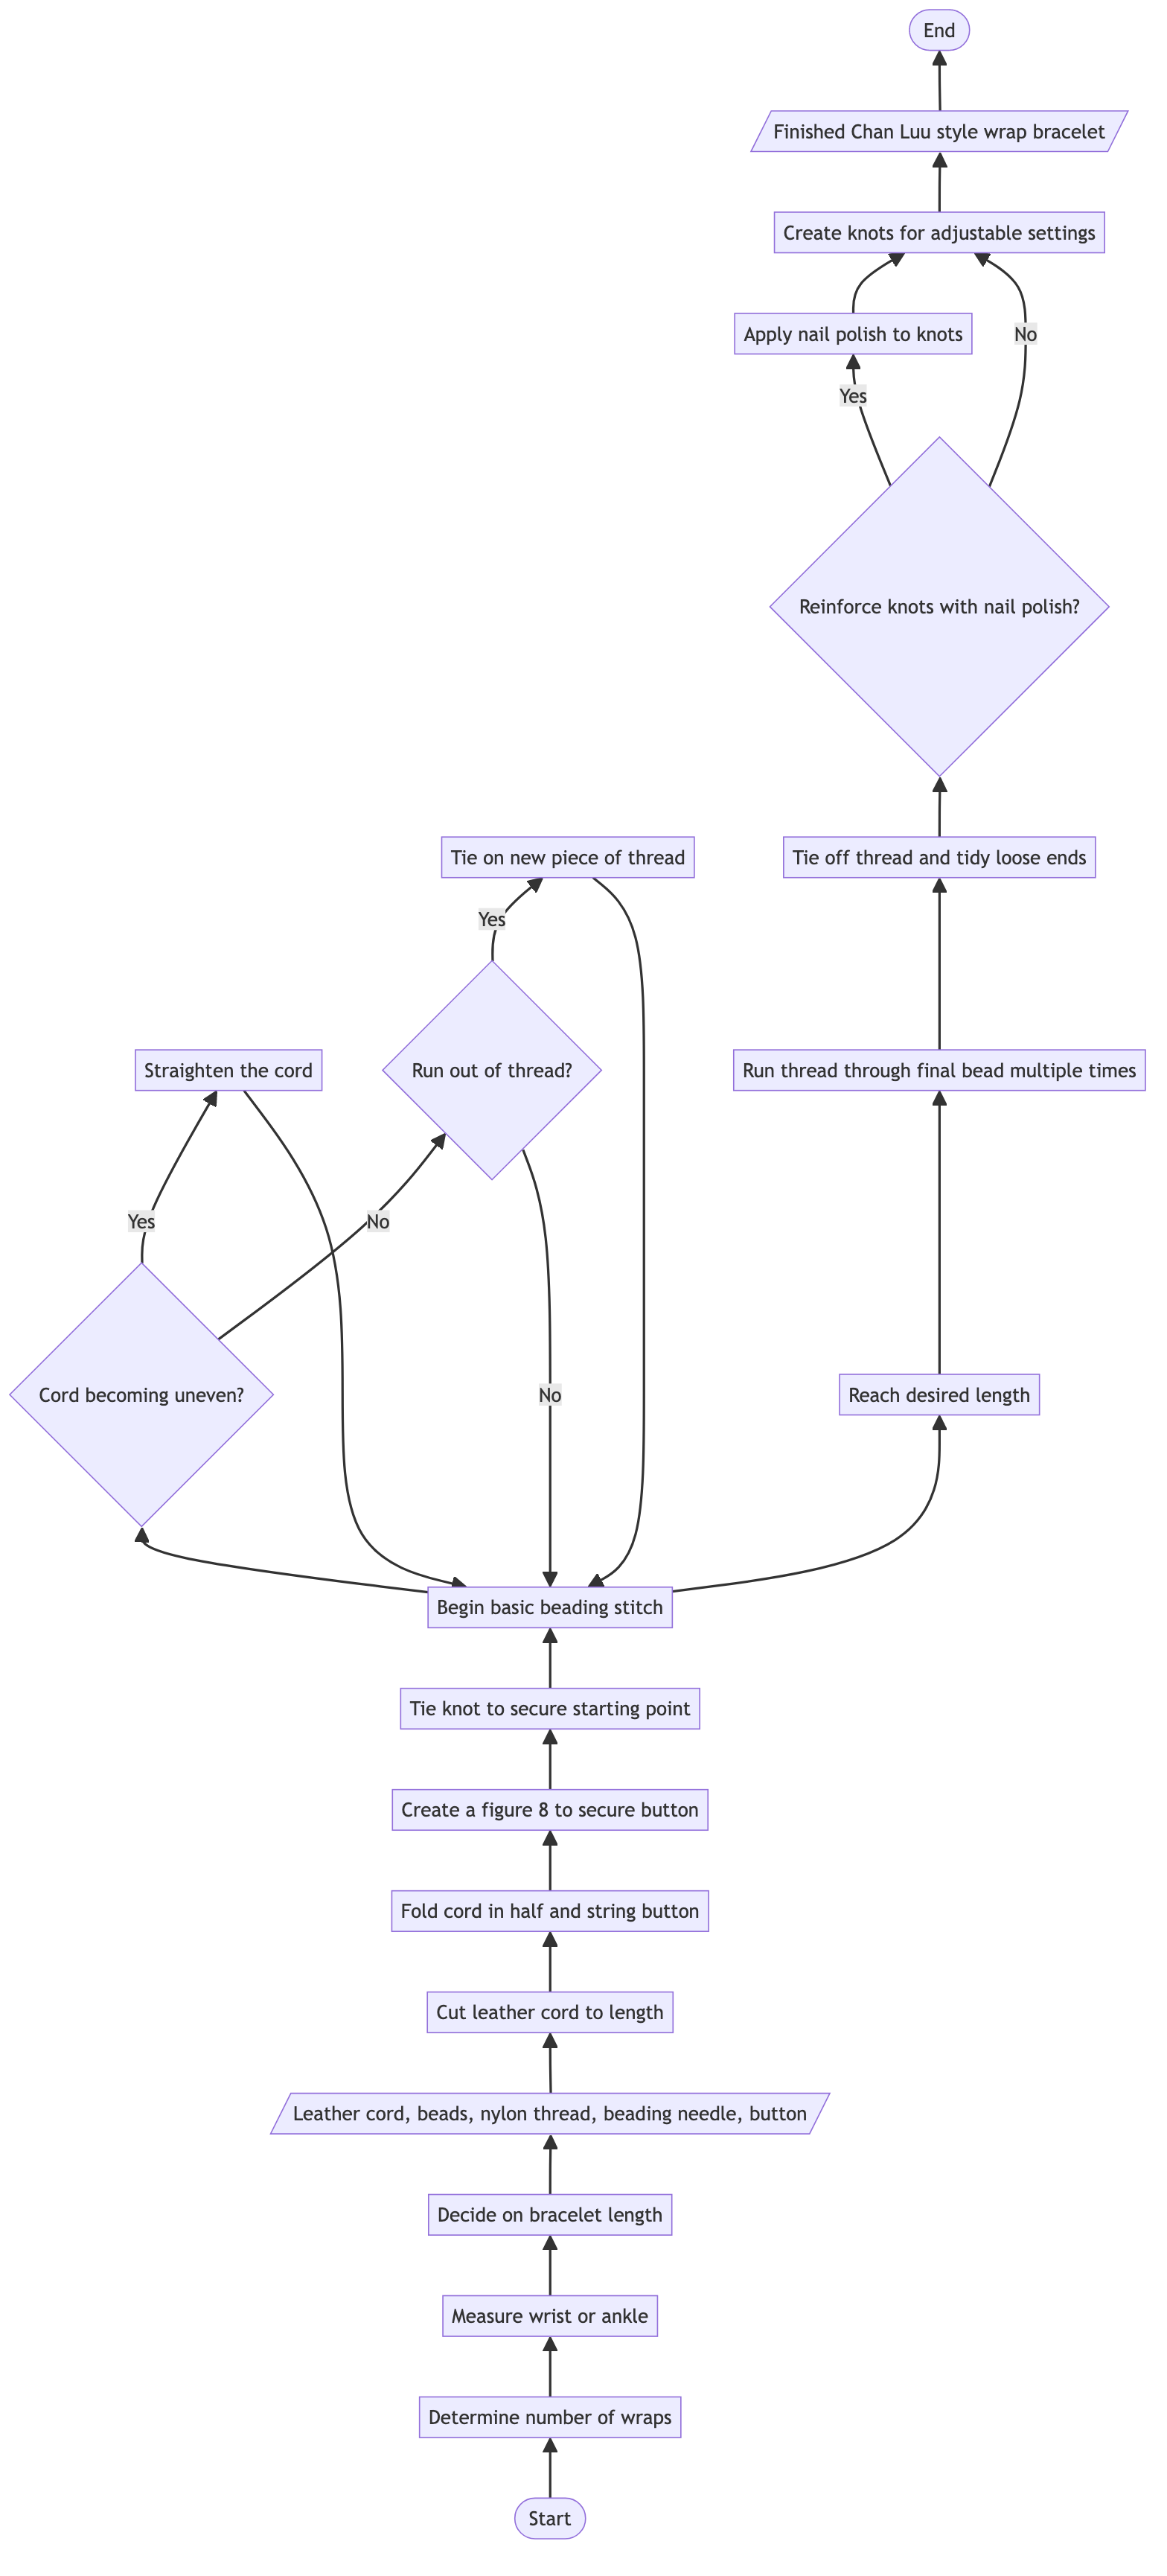 End
Finished Chan Luu style wrap bracelet
Create knots for adjustable settings
Apply nail polish to knots
No
Yes
Reinforce knots with nail polish?
Tie on new piece of thread
Tie off thread and tidy loose ends
Yes
Straighten the cord
Run out of thread?
Run thread through final bead multiple times
Yes
No
Cord becoming uneven?
No
Reach desired length
Begin basic beading stitch
Tie knot to secure starting point
Create a figure 8 to secure button
Fold cord in half and string button
Cut leather cord to length
Leather cord, beads, nylon thread, beading needle, button
Decide on bracelet length
Measure wrist or ankle
Determine number of wraps
Start